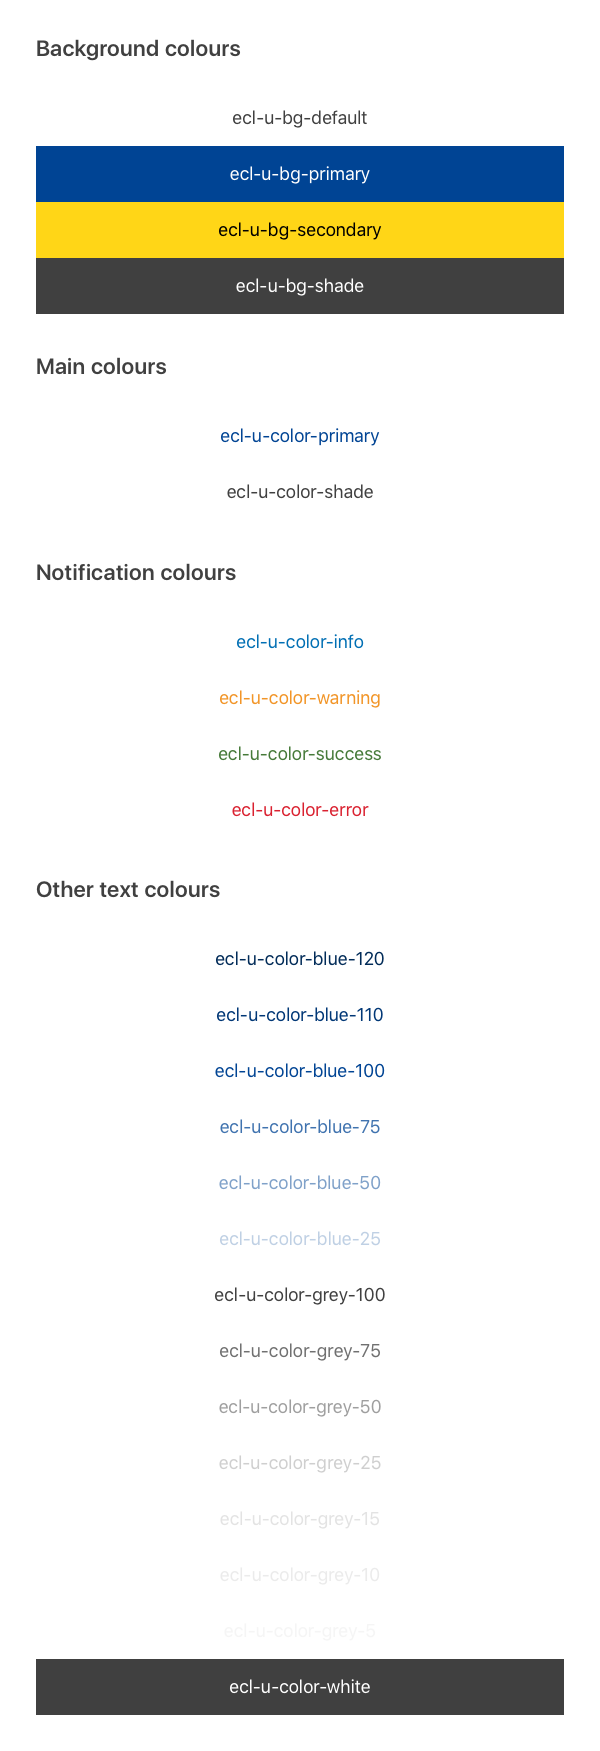 Background colours
ecl-u-bg-default
ecl-u-bg-primary
ecl-u-bg-secondary
ecl-u-bg-shade
Main colours
ecl-u-color-primary
ecl-u-color-shade
Notification colours
ecl-u-color-info
ecl-u-color-warning
ecl-u-color-success
ecl-u-color-error
Other text colours
ecl-u-color-blue-120
ecl-u-color-blue-110
ecl-u-color-blue-100
ecl-u-color-blue-75
ecl-u-color-blue-50
ecl-u-color-blue-25
ecl-u-color-grey-100
ecl-u-color-grey-75
ecl-u-color-grey-50
ecl-u-color-grey-25
ecl-u-color-grey-15
ecl-u-color-grey-10
ecl-u-color-grey-5
ecl-u-color-white